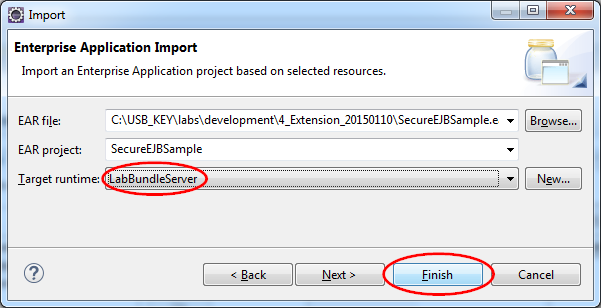 Import
Enterprise Application Import
Import an Enterprise Application project based on selected resources.
EAR file: C:\USB_KEY\labs\development\4_Extension_20150110\SecureEJBSample.e Browse...
EAR project: SecureEJBSample
Target runtime: LabBundleServer New...
? < Back Next > Finish Cancel